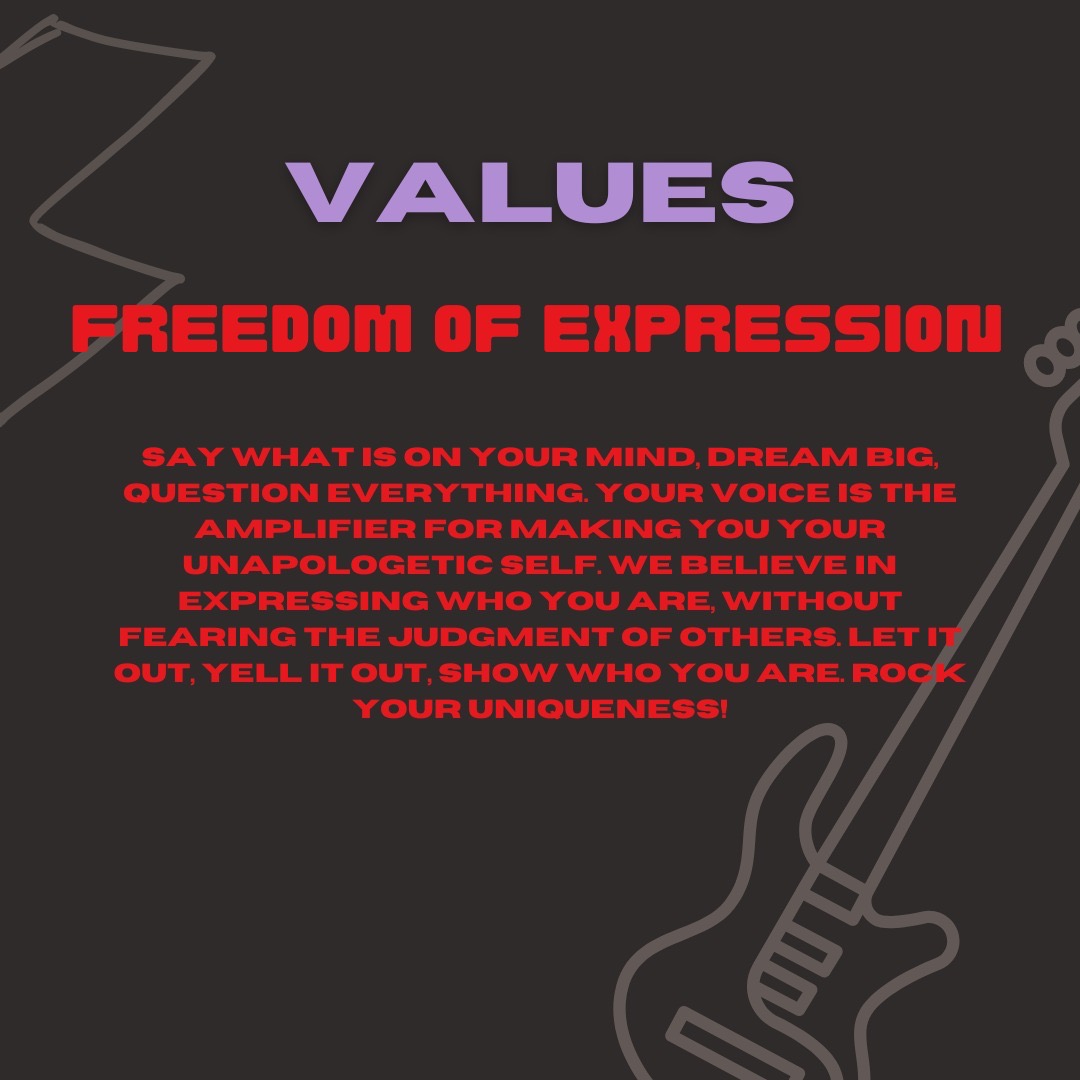 VALUES
FREEDOM OF EXPRESSION
SAY WHAT IS ON YOUR MIND, DREAM BIG,
QUESTION EVERYTHING. YOUR VOICE IS THE
AMPLIFIER FOR MAKING YOU YOUR
UNAPOLOGETIC SELF. WE BELIEVE IN
EXPRESSING WHO YOU ARE, WITHOUT
FEARING THE JUDGMENT OF OTHERS. LET IT
OUT, YELL IT OUT, SHOW WHO YOU ARE. ROCK
YOUR UNIQUENESS!